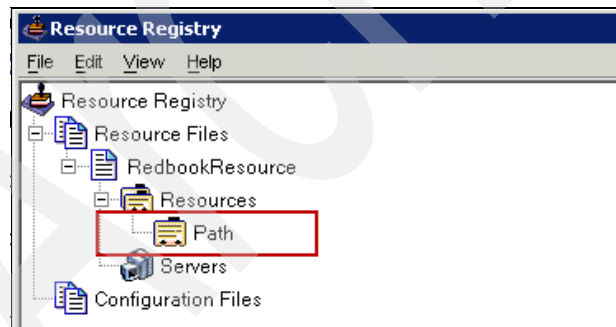 Resource Registry
File Edit View Help
Resource Registry
Resource Files
RedbookResource
Resources
Path
Servers
Configuration Files